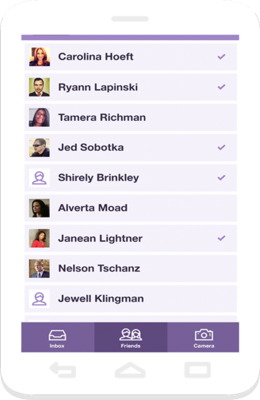 Carolina Hoeft
Ryann Lapinski
Tamera Richman
Jed Sobotka
Shirely Brinkley
Alverta Moad
Janean Lightner
Nelson Tschanz
Jewell Klingman
Inbox
Friends
Camera